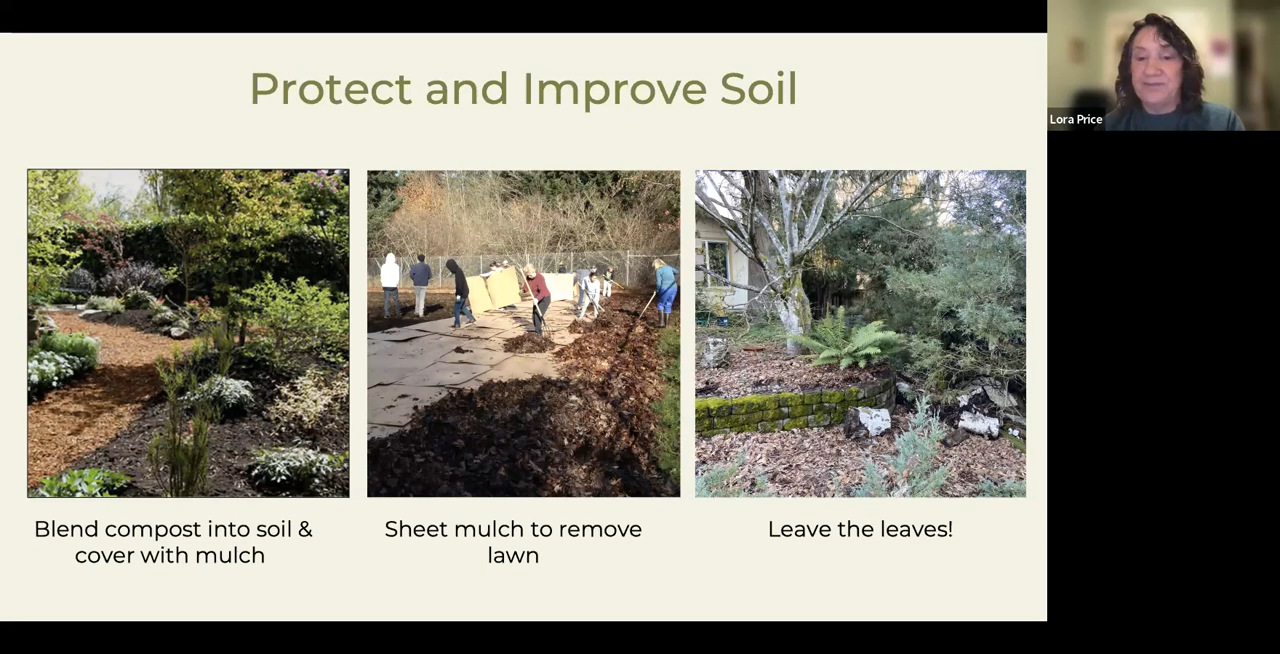 Protect and Improve Soil
Lora Price
Blend compost into soil &
cover with mulch
Sheet mulch to remove
lawn
Leave the leaves!